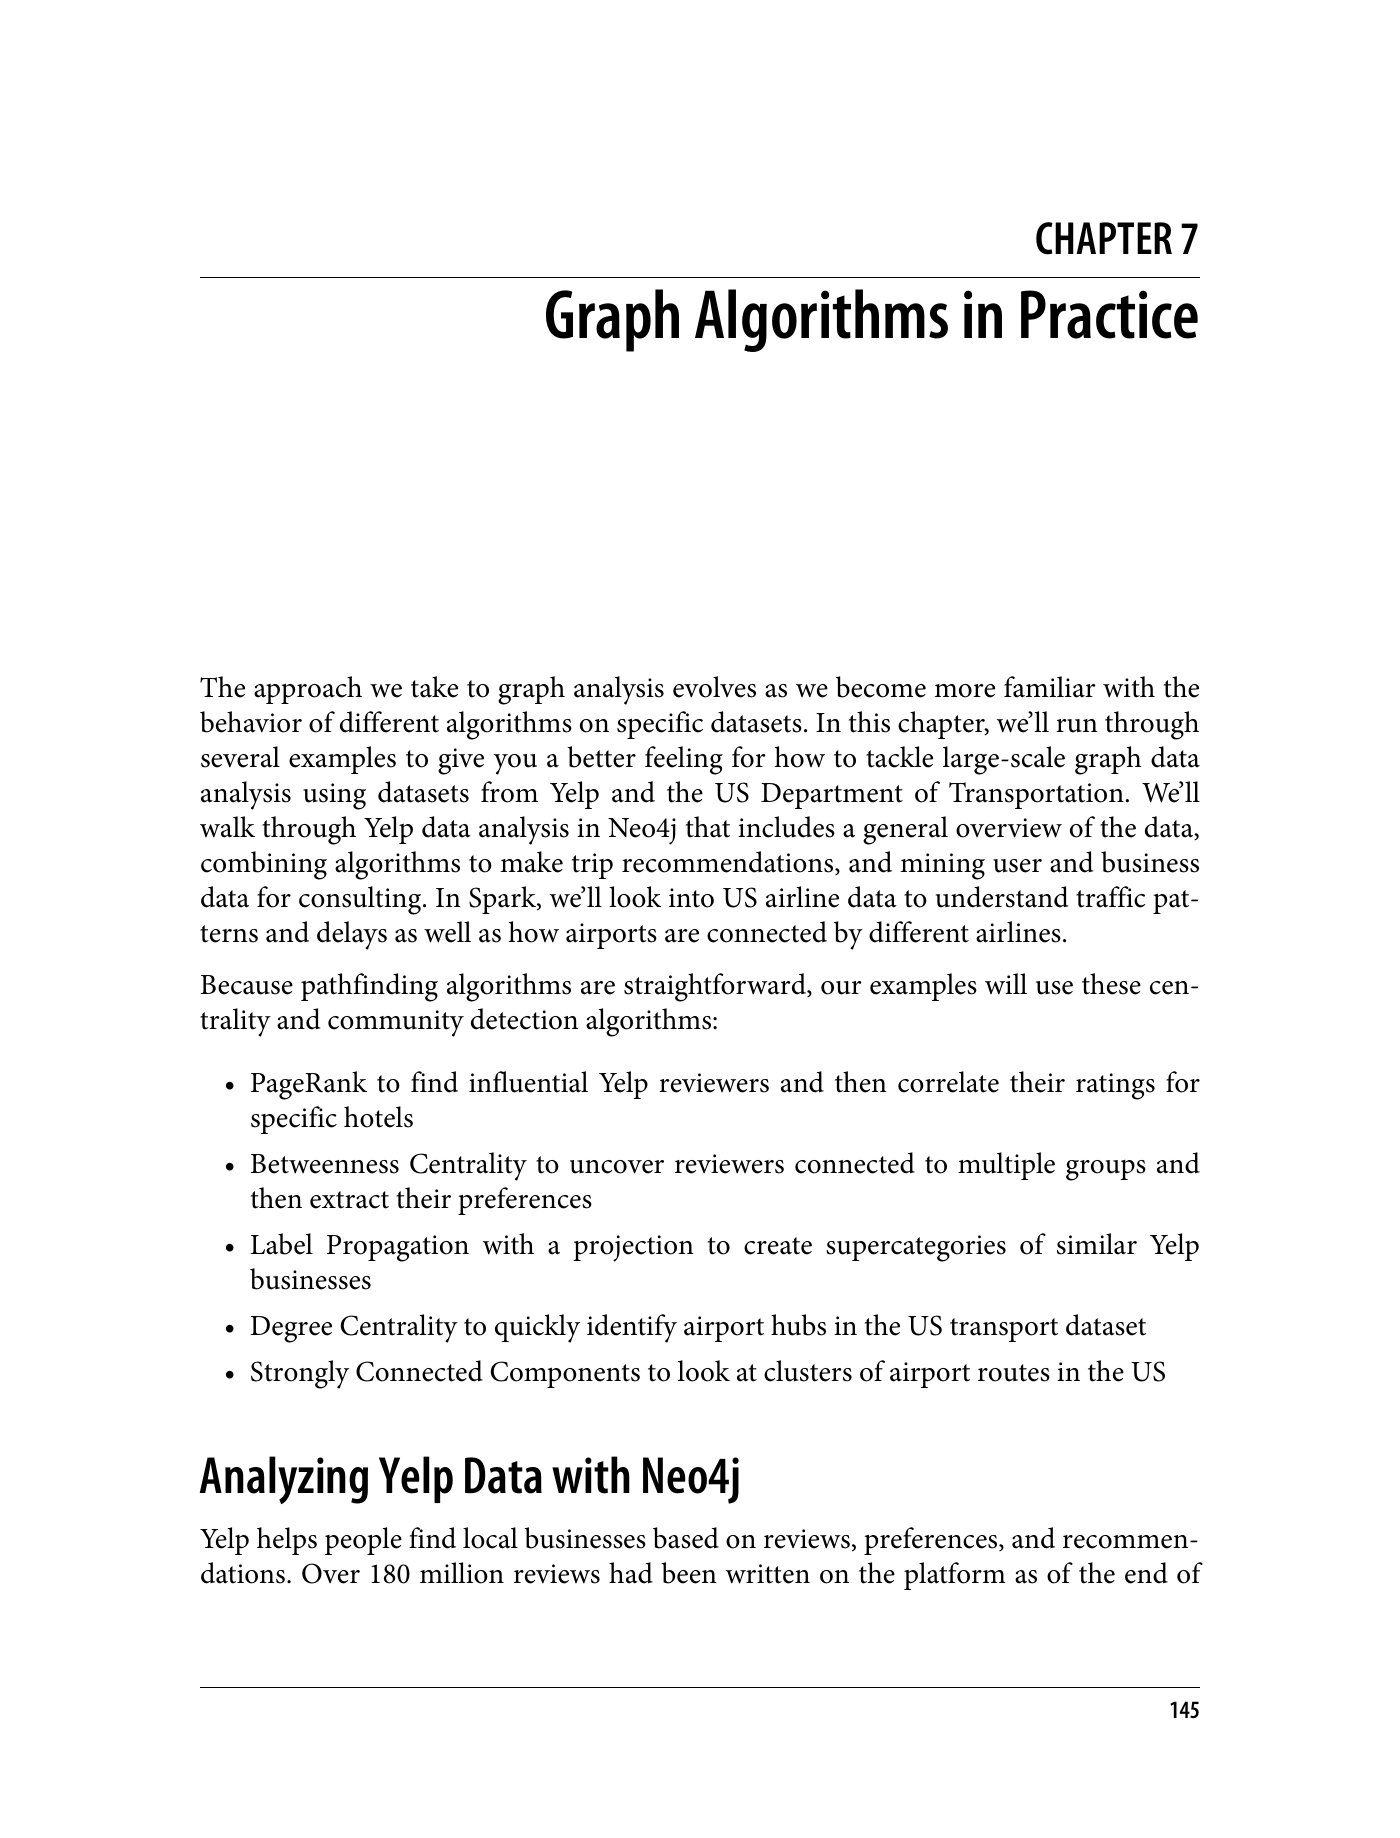 CHAPTER 7
Graph Algorithms in Practice
The approach we take to graph analysis evolves as we become more familiar with the
behavior of different algorithms on specific datasets. In this chapter, we’ll run through
several examples to give you a better feeling for how to tackle large-scale graph data
analysis using datasets from Yelp and the US Department of Transportation. We’ll
walk through Yelp data analysis in Neo4j that includes a general overview of the data,
combining algorithms to make trip recommendations, and mining user and business
data for consulting. In Spark, we’ll look into US airline data to understand traffic pat-
terns and delays as well as how airports are connected by different airlines.
Because pathfinding algorithms are straightforward, our examples will use these cen-
trality and community detection algorithms:
• PageRank to find influential Yelp reviewers and then correlate their ratings for
specific hotels
• Betweenness Centrality to uncover reviewers connected to multiple groups and
then extract their preferences
• Label Propagation with a projection to create supercategories of similar Yelp
businesses
• Degree Centrality to quickly identify airport hubs in the US transport dataset
• Strongly Connected Components to look at clusters of airport routes in the US
Analyzing Yelp Data with Neo4j
Yelp helps people find local businesses based on reviews, preferences, and recommen-
dations. Over 180 million reviews had been written on the platform as of the end of
145